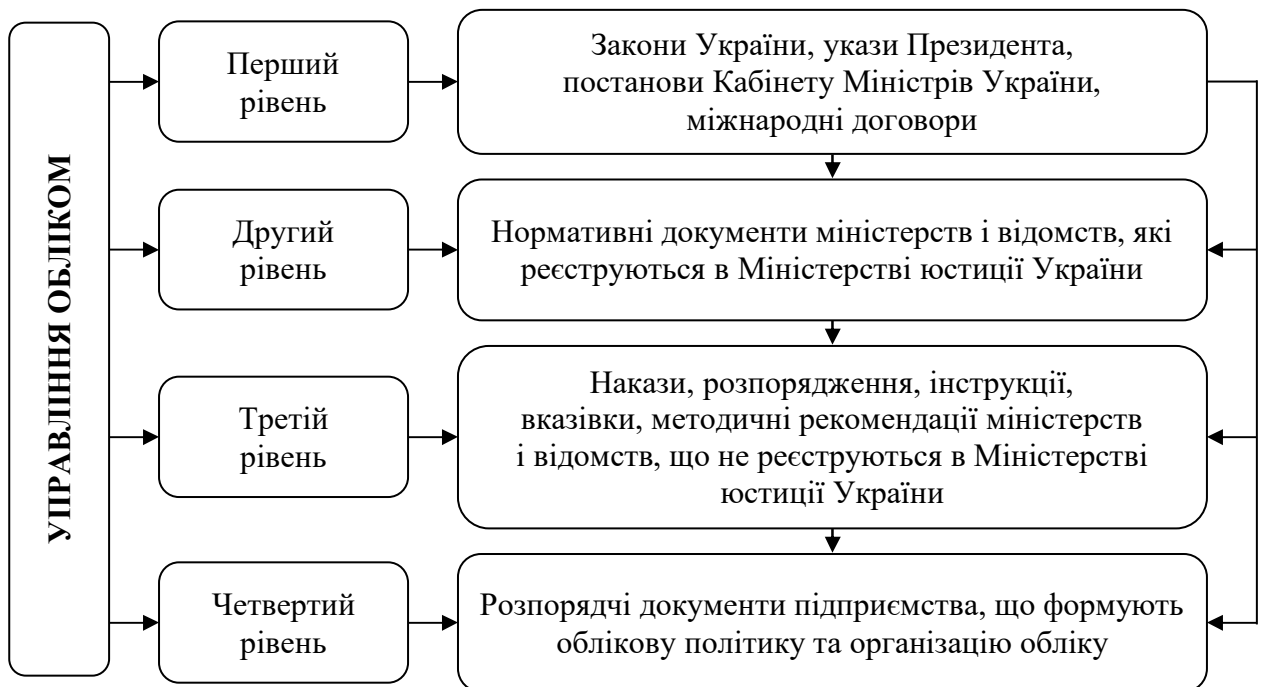 УПРАВЛІННЯ ОБЛІКОМ
Перший
рівень
Закони України, укази Президента,
постанови Кабінету Міністрів України,
міжнародні договори
Другий
рівень
Нормативні документи міністерств і відомств, які
реєструються в Міністерстві юстиції України
Третій
рівень
Накази, розпорядження, інструкції,
вказівки, методичні рекомендації міністерств
і відомств, що не реєструються в Міністерстві
юстиції України
Четвертий
рівень
Розпорядчі документи підприємства, що формують
облікову політику та організацію обліку